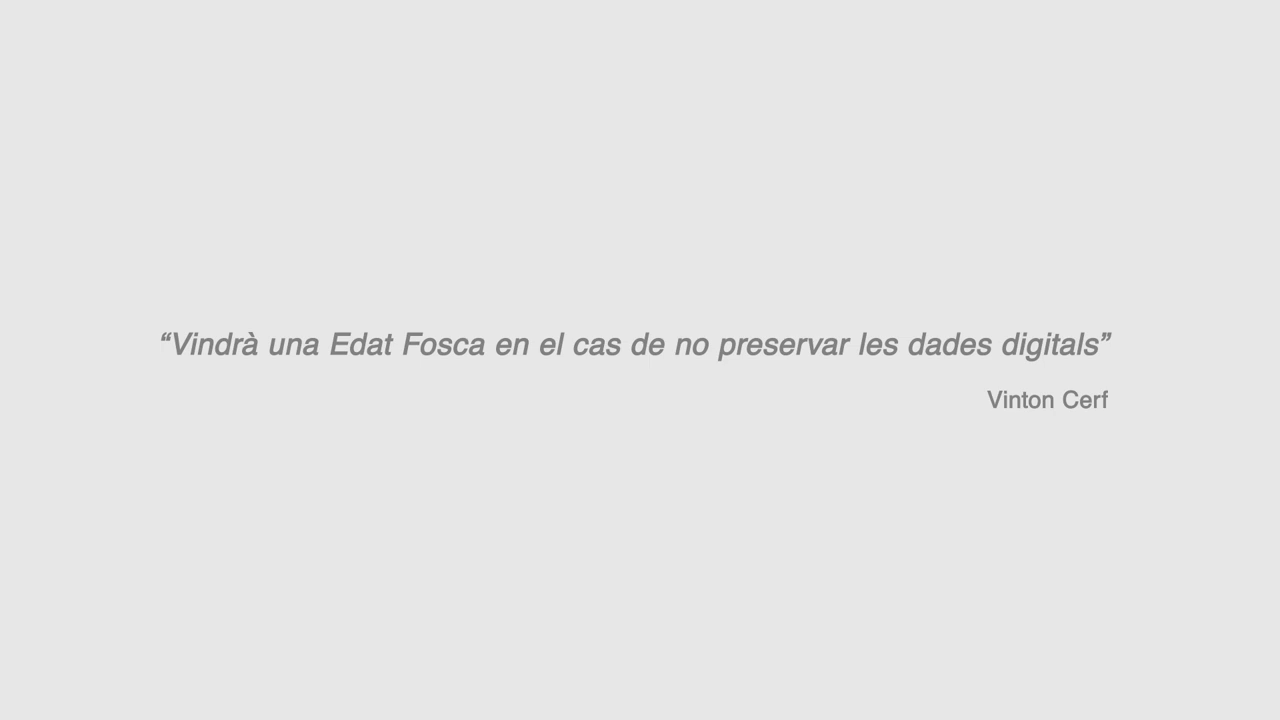 “Vindrà una Edat Fosca en el cas de no preservar les dades digitals”
Vinton Cerf